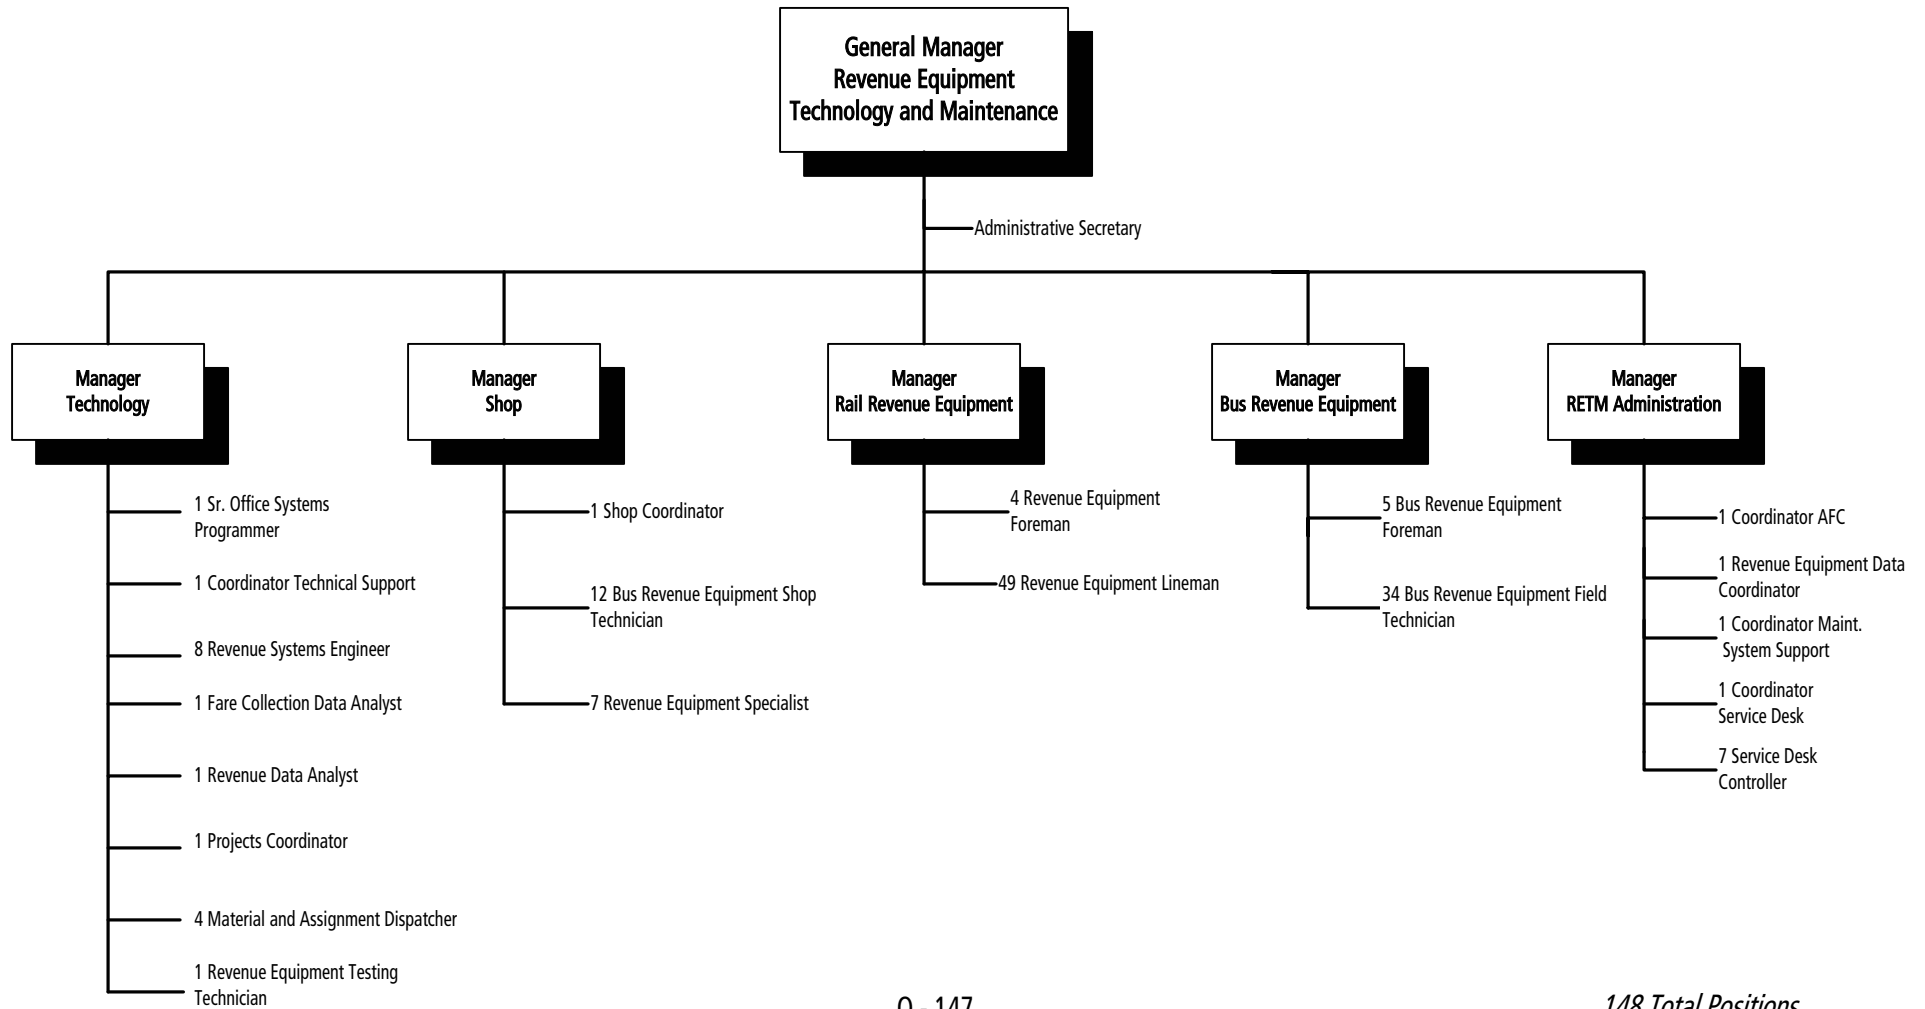 General Manager
Revenue Equipment
Technology and Maintenance
Administrative Secretary
Manager
Technology
Manager
Shop
Manager
Rail Revenue Equipment
Manager
Bus Revenue Equipment
Manager
RETM Administration
1 Sr. Office Systems
Programmer
1 Coordinator Technical Support
8 Revenue Systems Engineer
1 Fare Collection Data Analyst
1 Revenue Data Analyst
1 Projects Coordinator
4 Material and Assignment Dispatcher
1 Revenue Equipment Testing
Technician
1 Shop Coordinator
12 Bus Revenue Equipment Shop
Technician
7 Revenue Equipment Specialist
4 Revenue Equipment
Foreman
49 Revenue Equipment Lineman
5 Bus Revenue Equipment
Foreman
34 Bus Revenue Equipment Field
Technician
1 Coordinator AFC
1 Revenue Equipment Data
Coordinator
1 Coordinator Maint.
System Support
1 Coordinator
Service Desk
7 Service Desk
Controller
O - 147
148 Total Positions